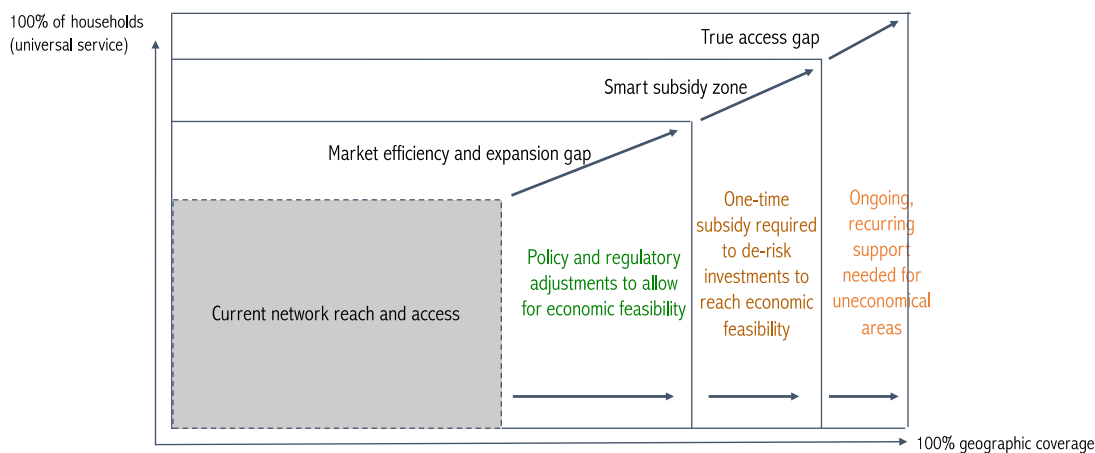 100% of households
(universal service)
True access gap
Smart subsidy zone
Market efficiency and expansion gap
Current network reach and access
Policy and regulatory
adjustments to allow
for economic feasibility
One-time
subsidy required
to de-risk
investments to
reach economic
feasibility
Ongoing,
recurring
support
needed for
uneconomical
areas
100% geographic coverage